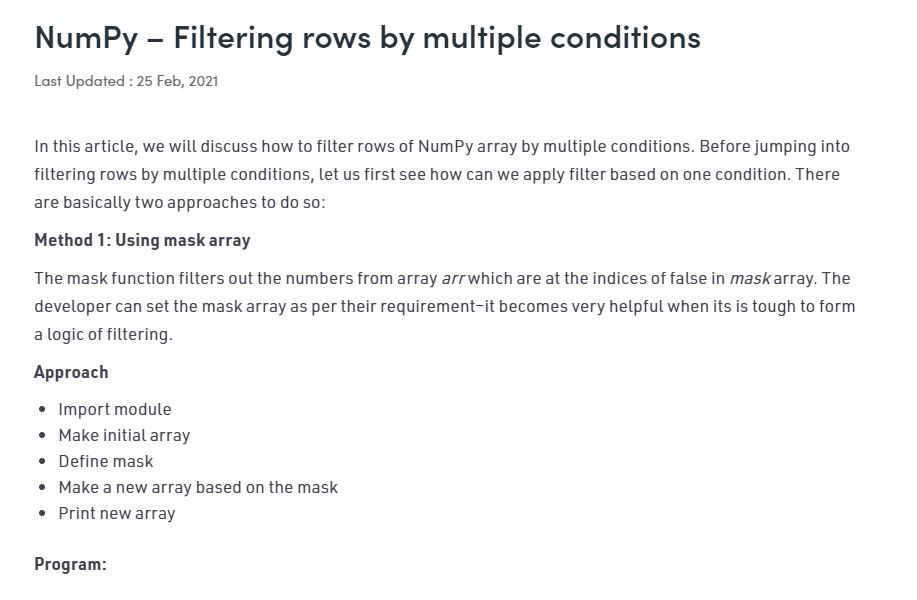 NumPy – Filtering rows by multiple conditions
Last Updated : 25 Feb, 2021
In this article, we will discuss how to filter rows of NumPy array by multiple conditions. Before jumping into
filtering rows by multiple conditions, let us first see how can we apply filter based on one condition. There
are basically two approaches to do so:
Method 1: Using mask array
The mask function filters out the numbers from array arr which are at the indices of false in mask array. The
developer can set the mask array as per their requirement–it becomes very helpful when its is tough to form
a logic of filtering.
Approach
• Import module
• Make initial array
• Define mask
• Make a new array based on the mask
• Print new array
Program: